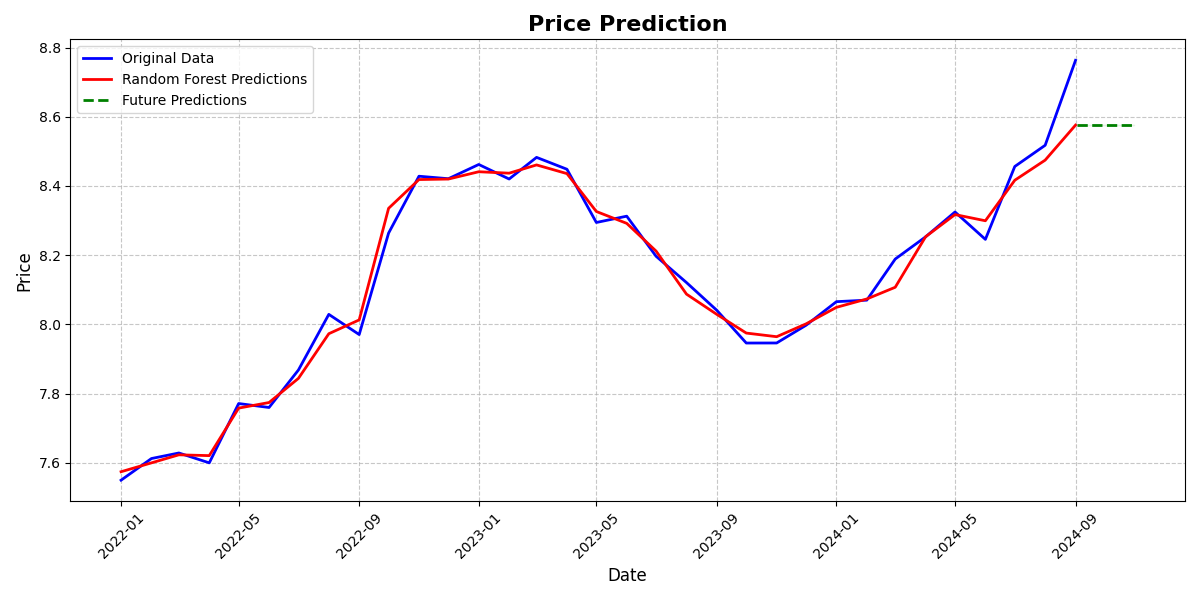 Price Prediction
Original Data
Random Forest Predictions
Future Predictions
Price
8.8
8.6
8.4
8.2
8.0
7.8
7.6
2022-01
2022-05
2022-09
2023-01
2023-05
2023-09
2024-01
2024-05
2024-09
Date